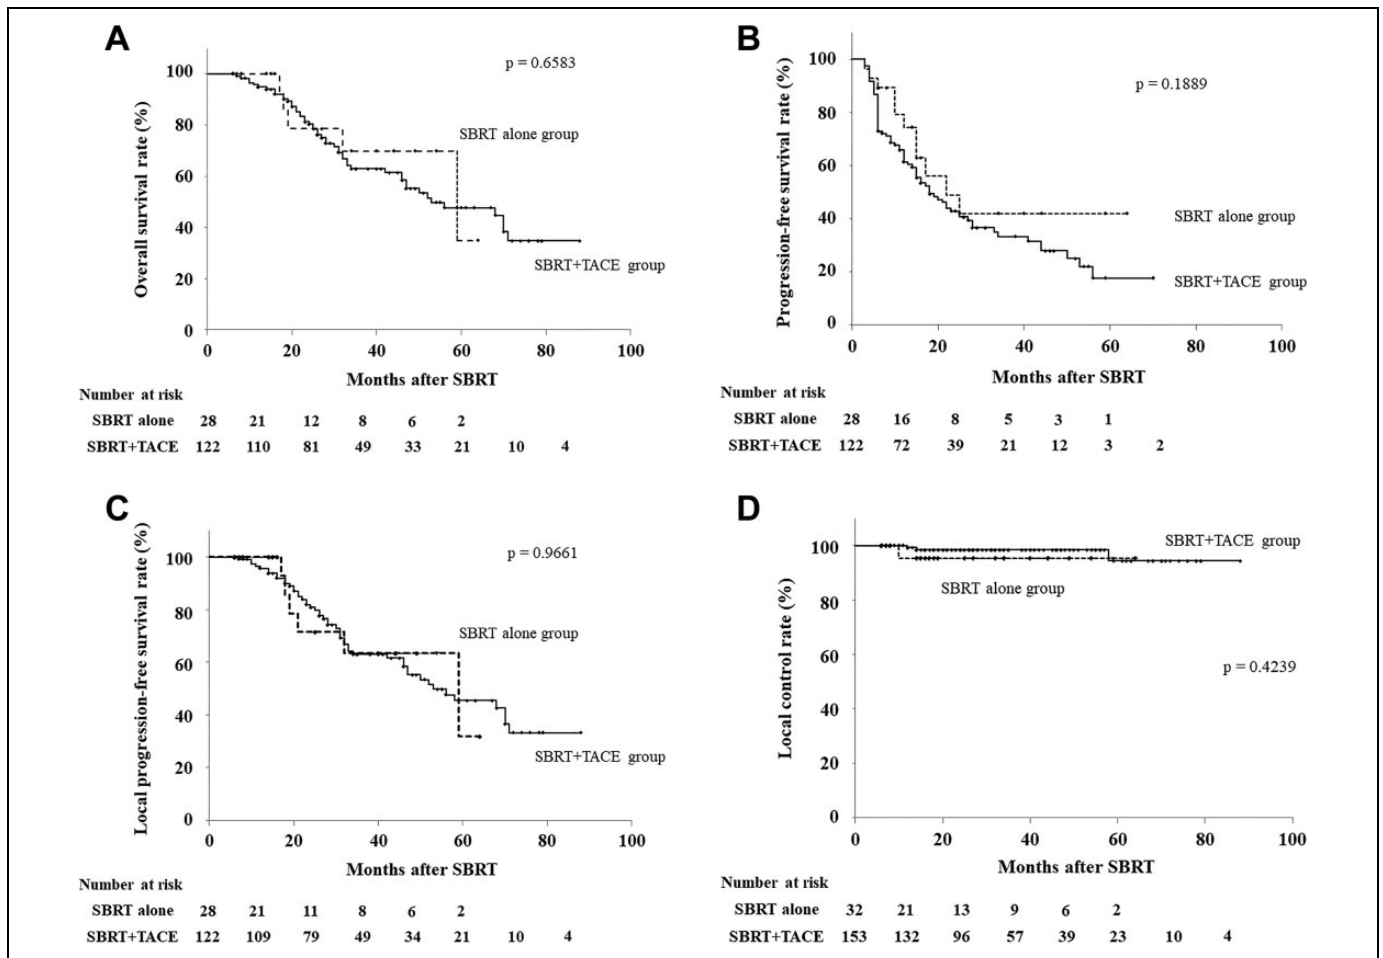 A
Overall survival rate (%)
p = 0.6583
100
80
60
40
20
0
SBRT alone group
SBRT+TACE group
0 20 40 60 80 100
Months after SBRT
Number at risk
SBRT alone 28 21 12 8 6 2
SBRT+TACE 122 110 81 49 33 21 10 4
B
Progression-free survival rate (%)
p = 0.1889
100
80
60
40
20
0
SBRT alone group
SBRT+TACE group
0 20 40 60 80 100
Months after SBRT
Number at risk
SBRT alone 28 16 8 5 3 1
SBRT+TACE 122 72 39 21 12 3 2
C
Local progression-free survival rate (%)
p = 0.9661
100
80
60
40
20
0
SBRT alone group
SBRT+TACE group
0 20 40 60 80 100
Months after SBRT
Number at risk
SBRT alone 28 21 11 8 6 2
SBRT+TACE 122 109 79 49 34 21 10 4
D
Local control rate (%)
SBRT+TACE group
SBRT alone group
p = 0.4239
100
80
60
40
20
0
0 20 40 60 80 100
Months after SBRT
Number at risk
SBRT alone 32 21 13 9 6 2
SBRT+TACE 153 132 96 57 39 23 10 4